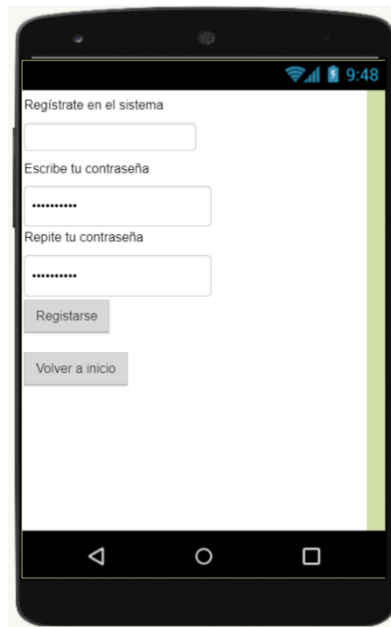 9:48
Regístrate en el sistema
Escribe tu contraseña
••••••••••
Repite tu contraseña
••••••••••
Registarse
Volver a inicio